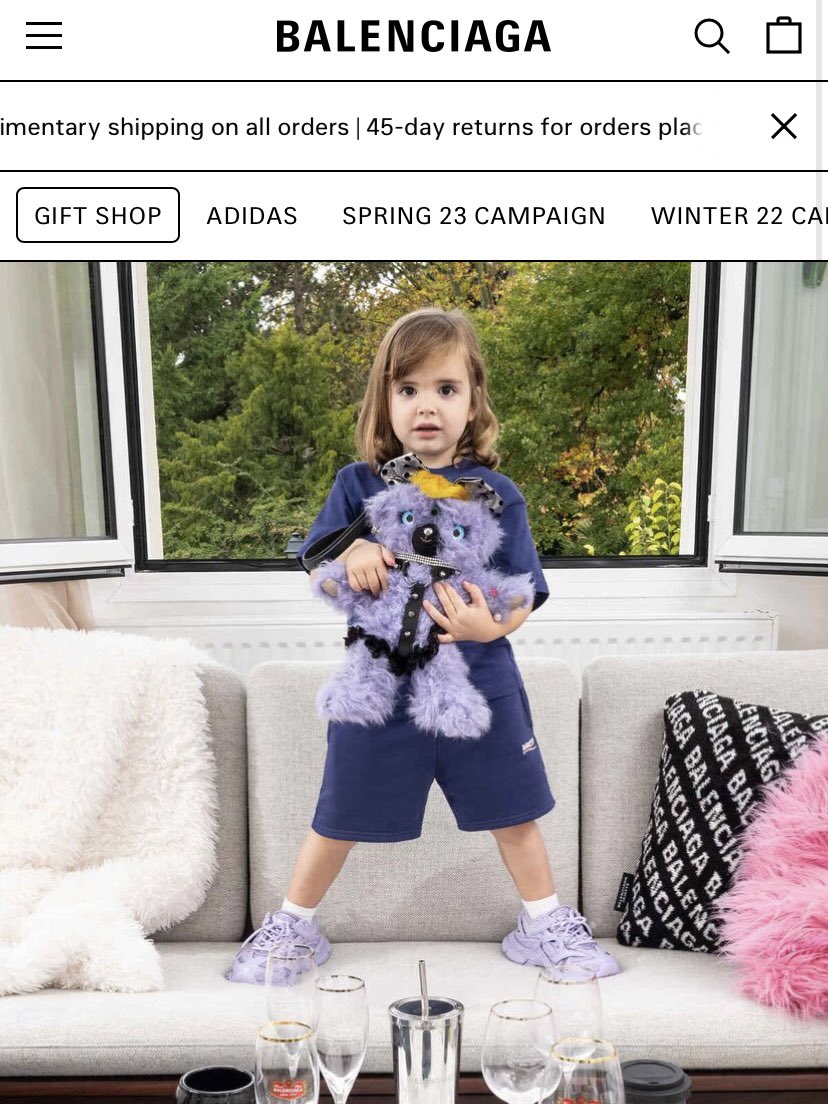 BALENCIAGA
imentary shipping on all orders | 45-day returns for orders plac
GIFT SHOP ADIDAS SPRING 23 CAMPAIGN WINTER 22 CAI
BALENCIAGA
BALENCIAGA
BALENCIAGA
BALENCIAGA